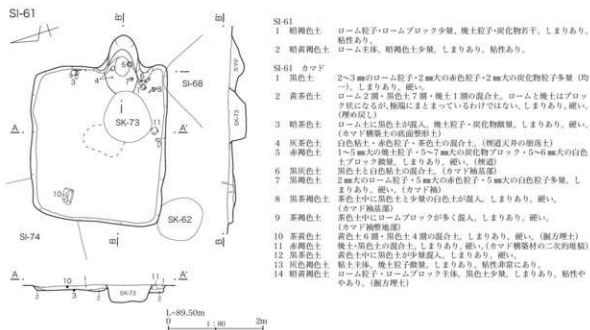 SI-61
SI-68
SK-73
SK-62
SI-74
A
A'
B
B'
SK-73
A
A'
10
3
11
2
2
SK-73
L=89.50m
0
1:60
2m
SI-61
1 暗褐色土 ローム粒子・ロームブロック少量、焼土粒子・炭化物若干、しまりあり、
粘性あり。
2 暗黄褐色土 ローム主体、暗褐色土少量、しまりあり、粘性あり。
SI-61 カマド
1 黒色土 2〜3㎜のローム粒子・2㎜大の赤色粒子・2㎜大の炭化物粒子多量（均
一）、しまりあり、硬い。
2 黄茶色土 ローム2割・黒色土7割・焼土1割の混合土。ロームと焼土はブロッ
ク状になるが、極端にまとまっているわけではない。しまりあり、硬い。
（埋め戻し）
3 暗茶色土 ローム土に黒色土が混入、焼土粒子・炭化物微量、しまりあり、硬い。
（カマド構築土の底面整形土）
4 灰茶色土 白色粘土・赤色粒子・茶色土の混合土。（煙道天井の崩落土）
5 赤褐色土 1〜5㎜大の焼土粒子・5〜7㎜大の炭化物ブロック・5〜6㎜大の白色
土ブロック微量、しまりあり、硬い。（煙道）
6 黒灰色土 黒色土と白色粘土の混合土。（カマド袖基部）
7 黒褐色土 2㎜大のローム粒子・5㎜大の赤色粒子・5㎜大の白色粒子多量、し
まりあり、硬い。（カマド袖）
8 黒茶褐色土 茶色土中に黒色土と少量の白色土が混入、しまりあり、硬い。
（カマド袖基部）
9 茶褐色土 茶色土中にロームブロックが多く混入、しまりあり、硬い。
（カマド袖整地部）
10 茶黄色土 黄色土6割・黒色土4割の混合土。しまりあり、硬い。（掘方埋土）
11 赤褐色土 焼土・黒色土の混合土。しまりあり、硬い。（カマド構築材の二次的堆積）
12 黒茶色土 黄色土中に黒色土が少量混入、しまりあり、硬い。
13 灰色褐色土 粘土主体、焼土粒子微量、しまりあり、粘性非常にあり。
14 暗黄褐色土 ローム粒子・ロームブロック主体、黒色土少量、しまりあり、粘性や
やあり。（掘方埋土）